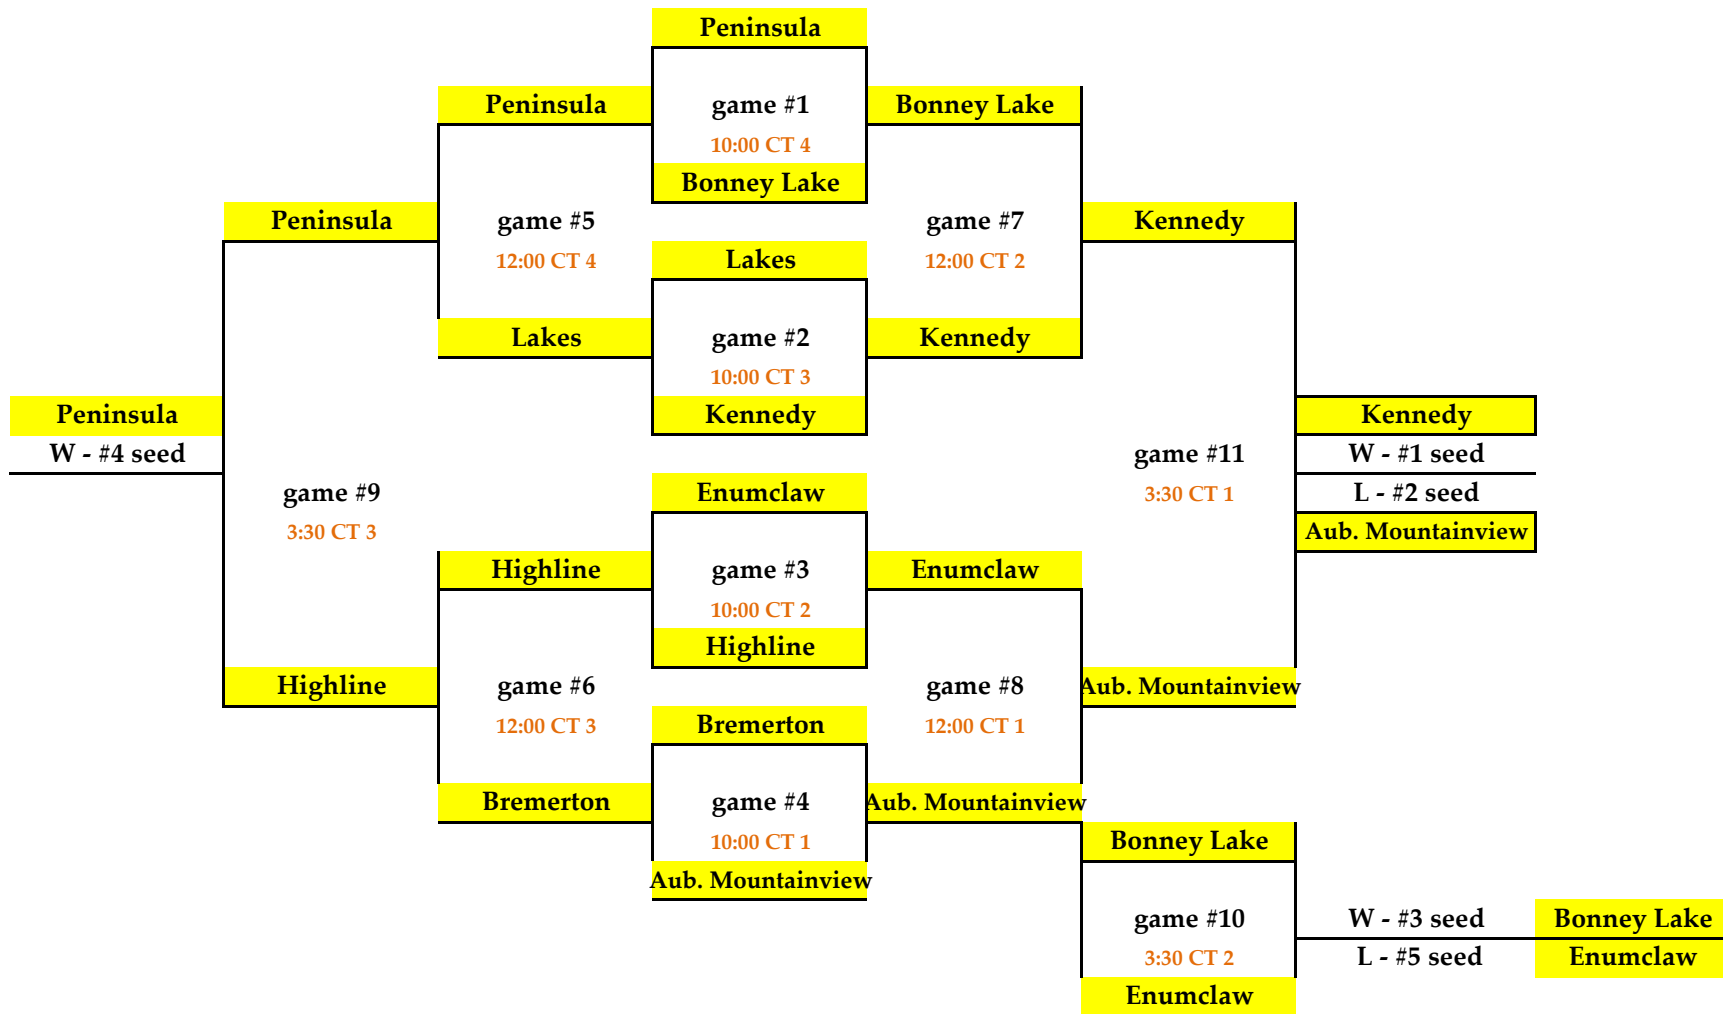 Peninsula
Peninsula
game #1
Bonney Lake
10:00 CT 4
Bonney Lake
Peninsula
game #5
game #7
Kennedy
12:00 CT 4
Lakes
12:00 CT 2
Lakes
game #2
Kennedy
10:00 CT 3
Peninsula
Kennedy
Kennedy
W - #4 seed
game #11
W - #1 seed
game #9
Enumclaw
3:30 CT 1
L - #2 seed
3:30 CT 3
Aub. Mountainview
Highline
game #3
Enumclaw
10:00 CT 2
Highline
Highline
game #6
game #8
Aub. Mountainview
12:00 CT 3
Bremerton
12:00 CT 1
Bremerton
game #4
Aub. Mountainview
10:00 CT 1
Bonney Lake
Aub. Mountainview
game #10
W - #3 seed
Bonney Lake
3:30 CT 2
L - #5 seed
Enumclaw
Enumclaw